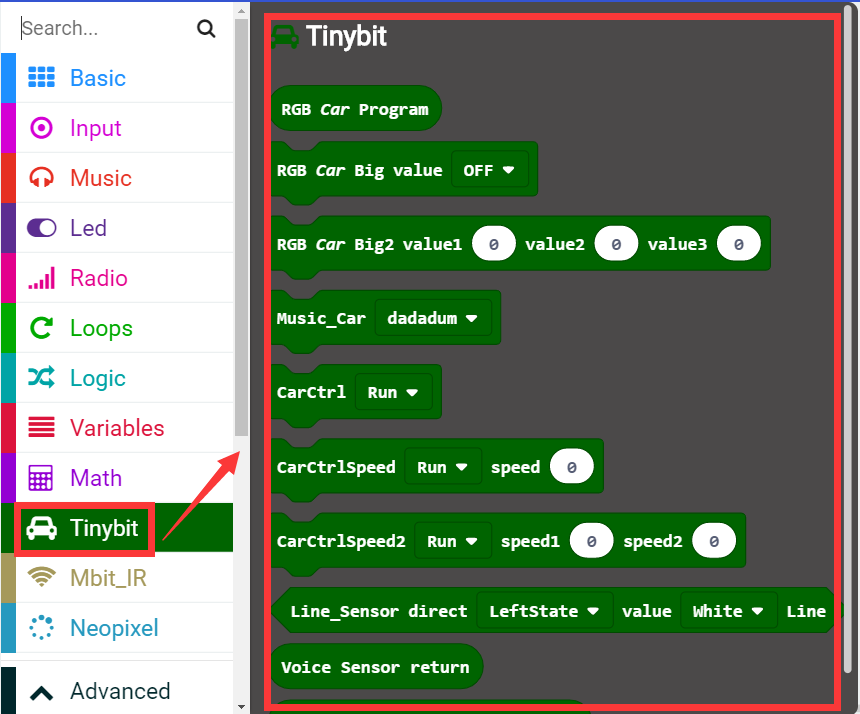 Search...
Basic
Input
Music
Led
Radio
Loops
Logic
Variables
Math
Tinybit
Mbit_IR
Neopixel
Advanced
Tinybit
RGB Car Program
RGB Car Big value OFF
RGB Car Big2 value1 0 value2 0 value3 0
Music_Car dadadum
CarCtrl Run
CarCtrlSpeed Run speed 0
CarCtrlSpeed2 Run speed1 0 speed2 0
Line_Sensor direct LeftState value White Line
Voice Sensor return